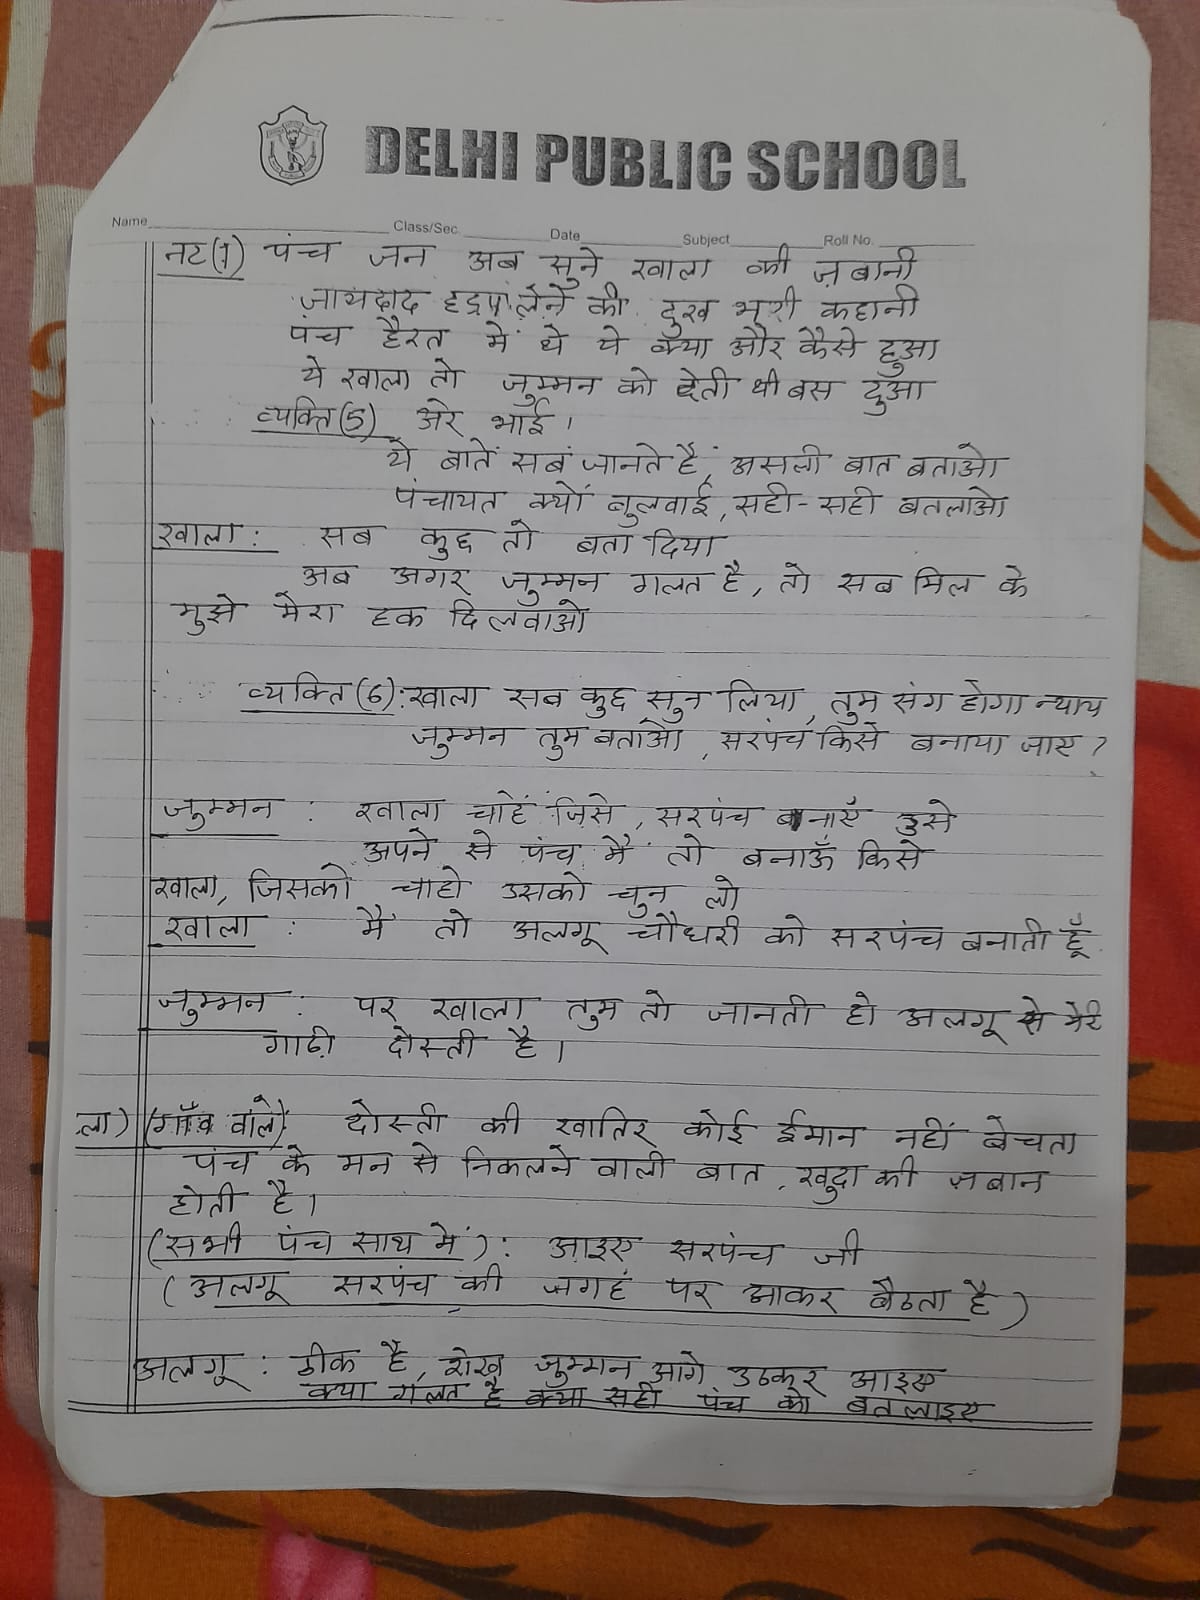 DELHI PUBLIC SCHOOL
Name Class/Sec. Date Subject Roll No.
नट(1) पंच जन अब सुने खाला की ज़बानी
ज़ायदाद हड़प लेने की दुख भरी कहानी
पंच हैरत में थे ये क्या और कैसे हुआ
ये खाला तो जुम्मन को देती थी बस दुआ
व्यक्ति(5) अरे भाई।
ये बातें सब जानते हैं, असली बात बताओ
पंचायत क्यों बुलवाई, सही-सही बतलाओ
खाला: सब कुछ तो बता दिया
अब अगर जुम्मन गलत है, तो सब मिल के
मुझे मेरा हक दिलवाओ
व्यक्ति(6): खाला सब कुछ सुन लिया, तुम संग होगा न्याय
जुम्मन तुम बताओ, सरपंच किसे बनाया जाए?
जुम्मन: खाला चाहें जिसे, सरपंच बनाएँ उसे
अपने से पंच मैं तो बनाऊँ किसे
खाला, जिसको चाहो उसको चुन लो
खाला: मैं तो अलगू चौधरी को सरपंच बनाती हूँ
जुम्मन: पर खाला तुम तो जानती हो अलगू से मेरी
गाढ़ी दोस्ती है।
ला) (गाँव वाले) दोस्ती की खातिर कोई ईमान नहीं बेचता
पंच के मन से निकलने वाली बात, खुदा की ज़बान
होती है।
(सभी पंच साथ में): आइए सरपंच जी
(अलगू सरपंच की जगह पर आकर बैठता है)
अलगू: ठीक है, शेख जुम्मन आगे उठकर आइए
क्या गलत है क्या सही पंच को बतलाइए